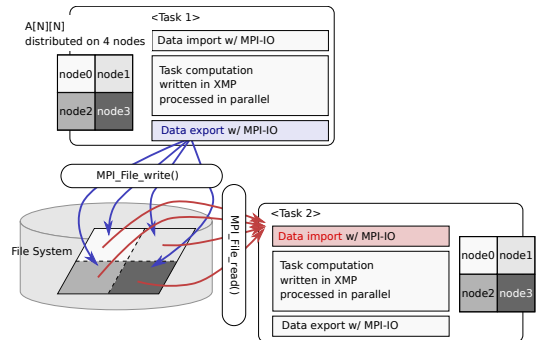 <Task 1>
A[N][N]
distributed on 4 nodes
Data import w/ MPI-IO
node0 node1
node2 node3
Task computation
written in XMP
processed in parallel
Data export w/ MPI-IO
MPI_File_write()
MPI_File_read()
File System
<Task 2>
Data import w/ MPI-IO
Task computation
written in XMP
processed in parallel
Data export w/ MPI-IO
node0 node1
node2 node3